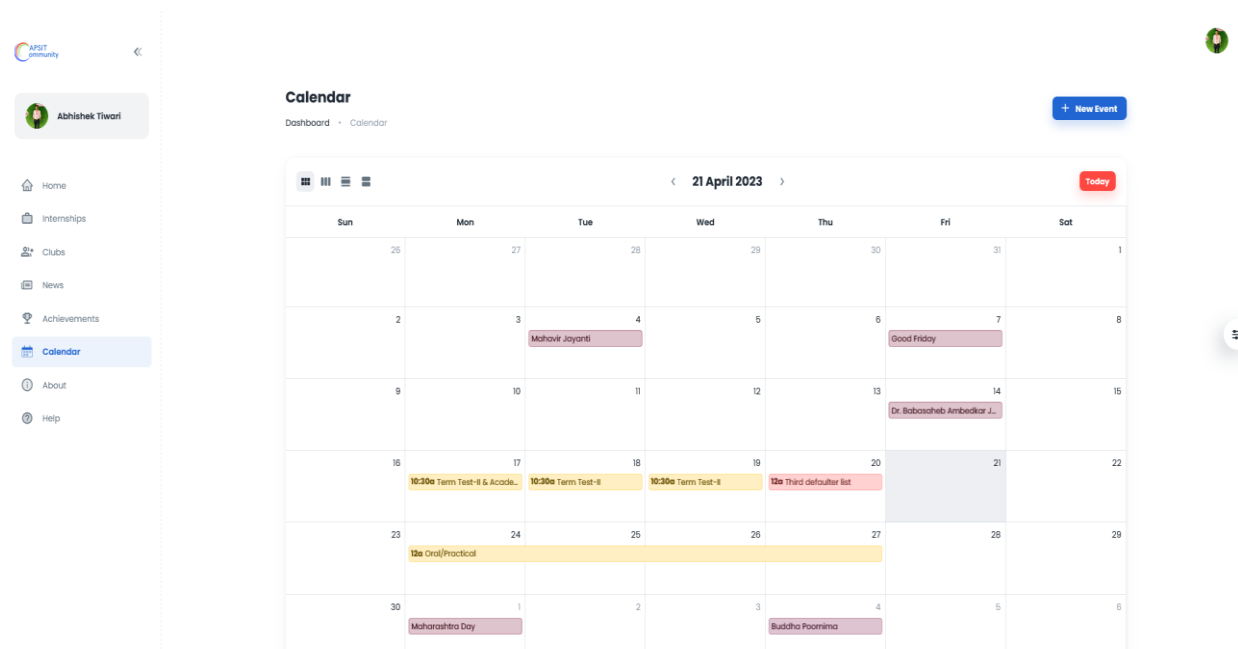 APSIT
ommunity
Abhishek Tiwari
Home
Internships
Clubs
News
Achievements
Calendar
About
Help
Calendar
Dashboard • Calendar
+ New Event
21 April 2023
Today
Sun Mon Tue Wed Thu Fri Sat
26 27 28 29 30 31 1
2 3 4 5 6 7 8
Mahavir Jayanti Good Friday
9 10 11 12 13 14 15
Dr. Babasaheb Ambedkar J...
16 17 18 19 20 21 22
10:30a Term Test-II & Acade... 10:30a Term Test-II 10:30a Term Test-II 12a Third defaulter list
23 24 25 26 27 28 29
12a Oral/Practical
30 1 2 3 4 5 6
Maharashtra Day Buddha Poornima